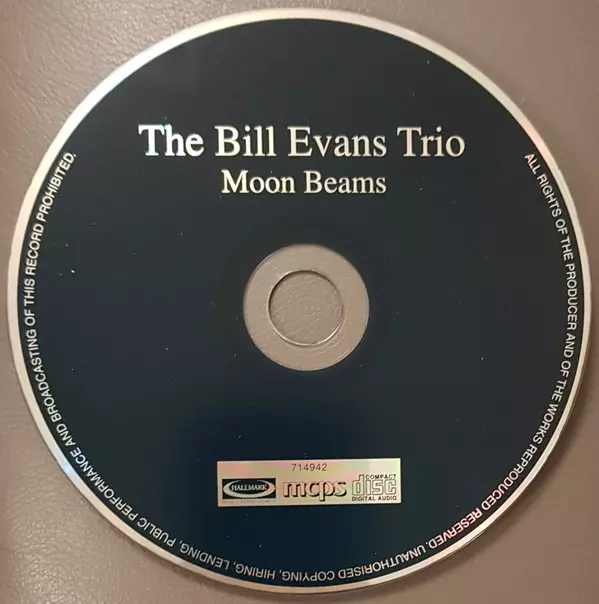 The Bill Evans Trio
Moon Beams
ALL RIGHTS OF THE PRODUCER AND OF THE WORKS REPRODUCED RESERVED. UNAUTHORISED COPYING, HIRING, LENDING, PUBLIC PERFORMANCE AND BROADCASTING OF THIS RECORD PROHIBITED.
714942
HALLMARK
mcps
COMPACT
disc
DIGITAL AUDIO